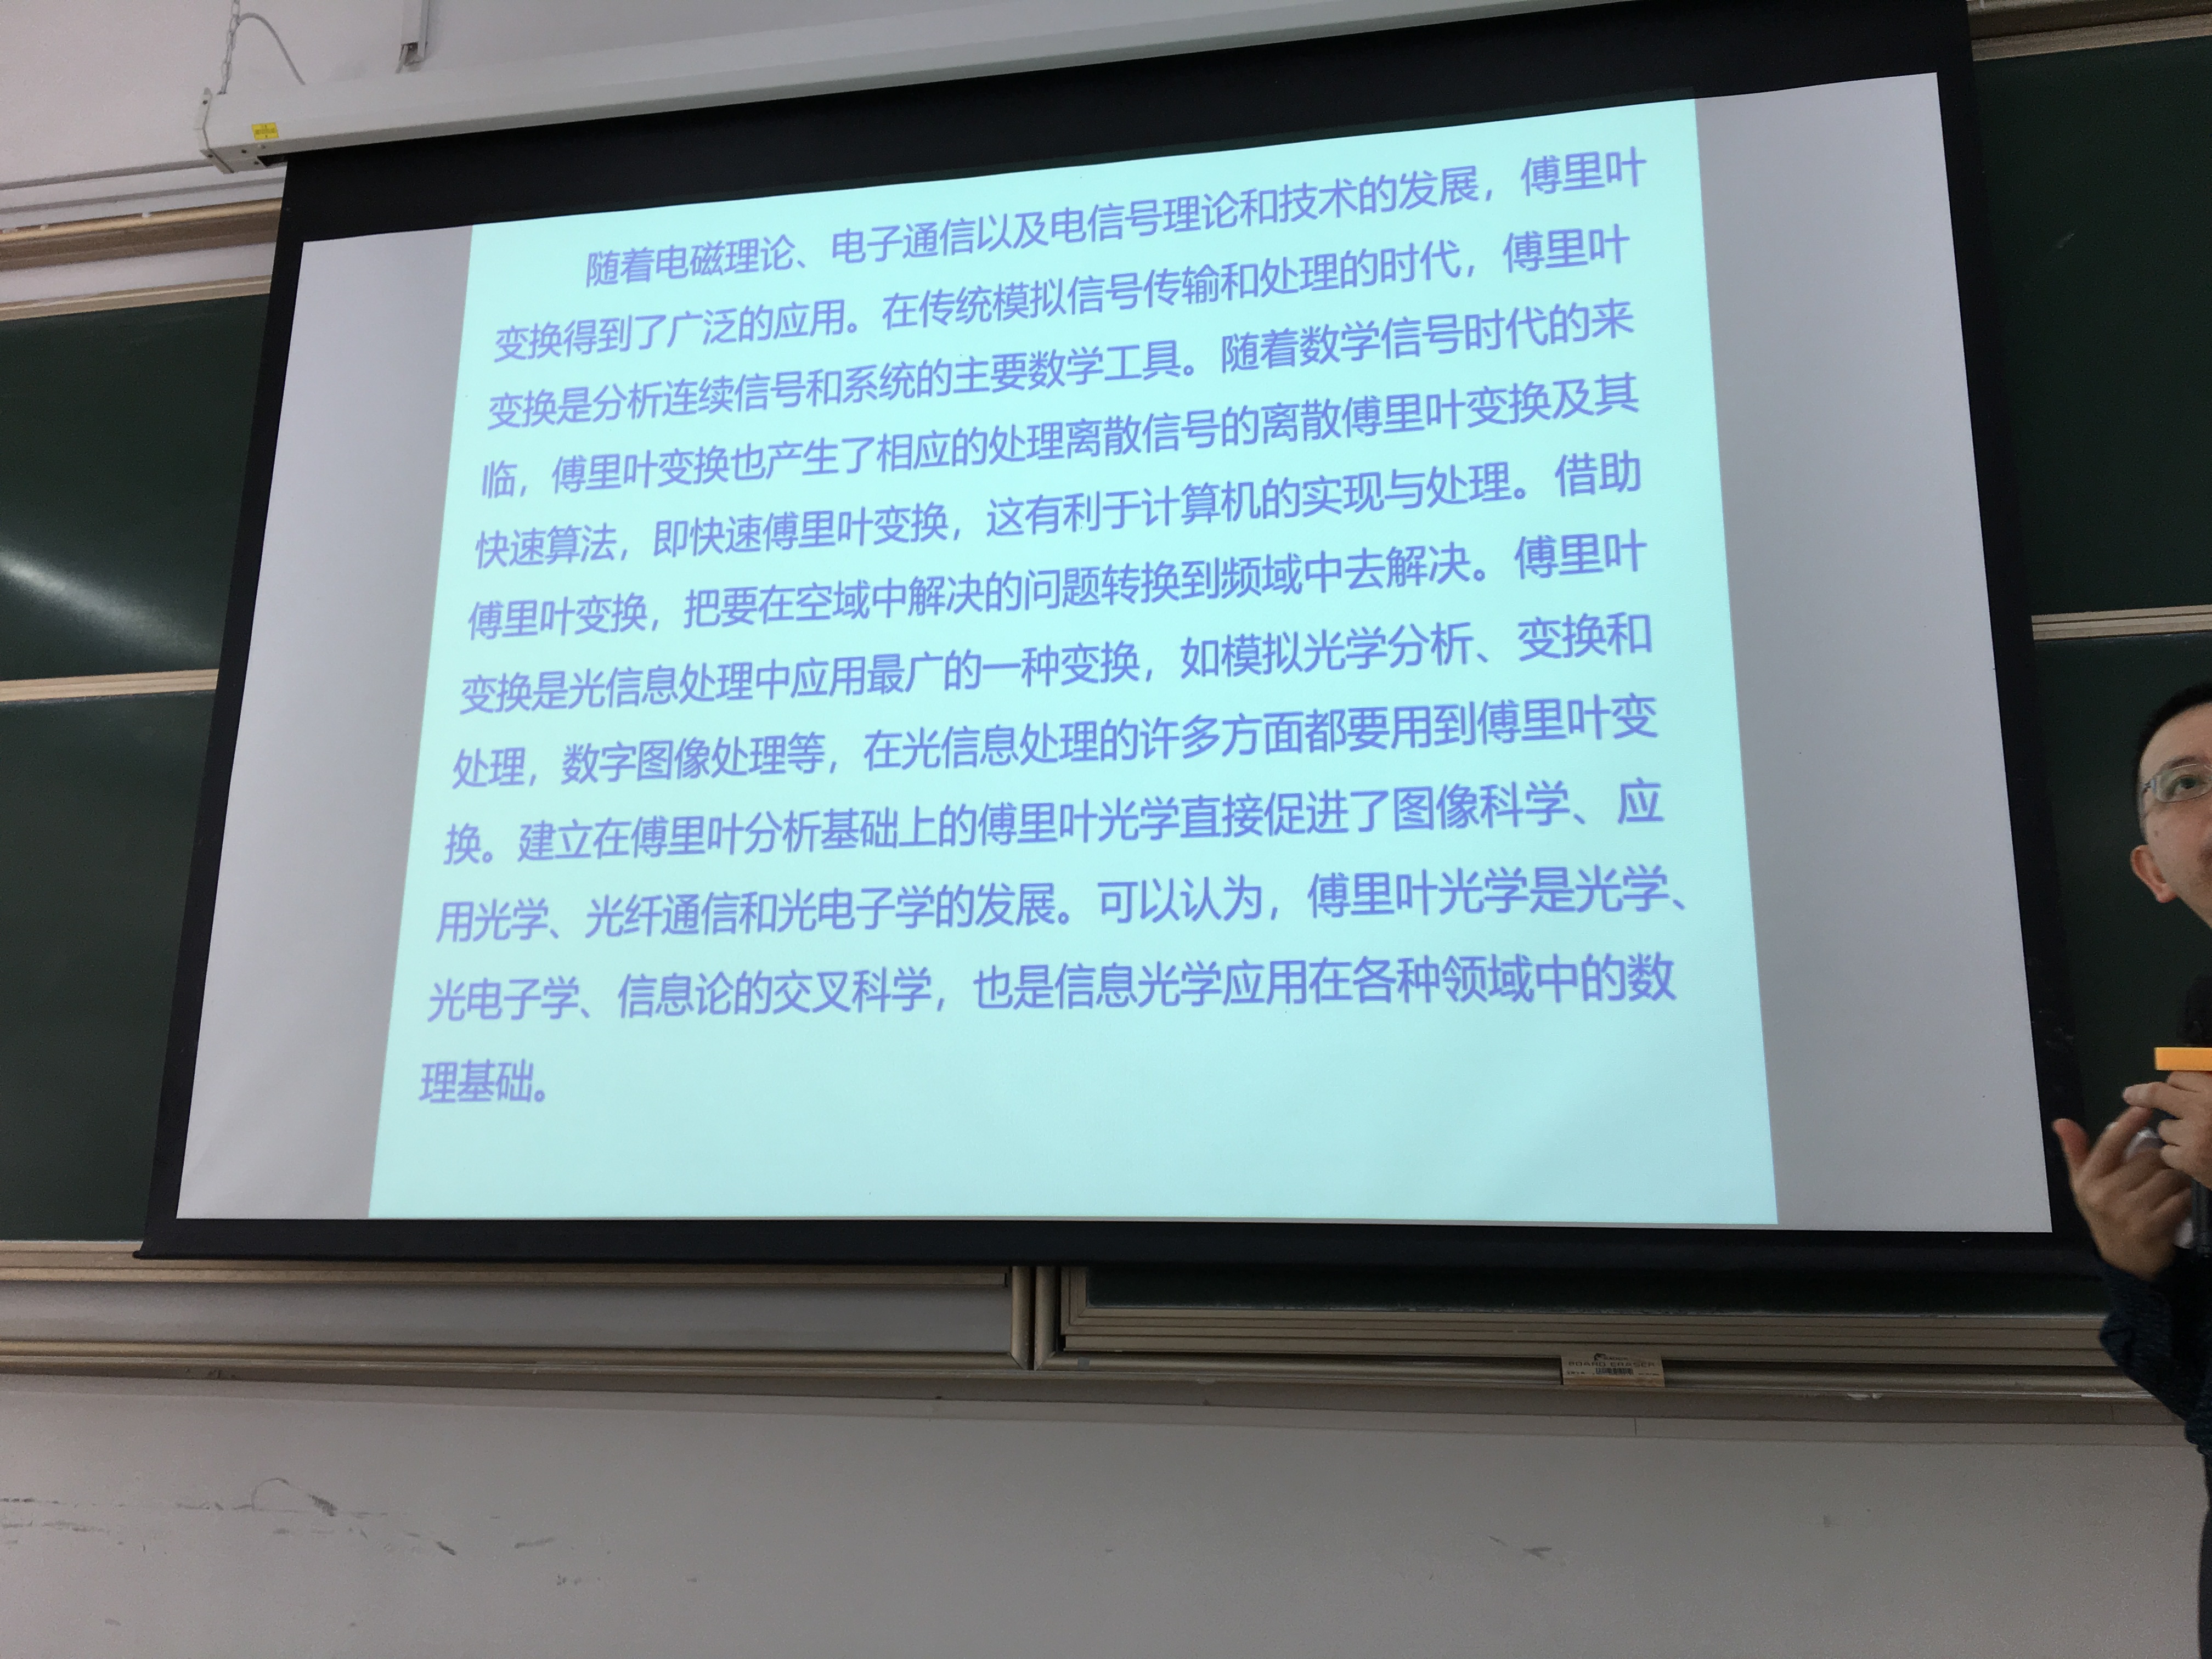 随着电磁理论、电子通信以及电信号理论和技术的发展，傅里叶
变换得到了广泛的应用。在传统模拟信号传输和处理的时代，傅里叶
变换是分析连续信号和系统的主要数学工具。随着数学信号时代的来
临，傅里叶变换也产生了相应的处理离散信号的离散傅里叶变换及其
快速算法，即快速傅里叶变换，这有利于计算机的实现与处理。借助
傅里叶变换，把要在空域中解决的问题转换到频域中去解决。傅里叶
变换是光信息处理中应用最广的一种变换，如模拟光学分析、变换和
处理，数字图像处理等，在光信息处理的许多方面都要用到傅里叶变
换。建立在傅里叶分析基础上的傅里叶光学直接促进了图像科学、应
用光学、光纤通信和光电子学的发展。可以认为，傅里叶光学是光学、
光电子学、信息论的交叉科学，也是信息光学应用在各种领域中的数
理基础。
BOARD ERASER